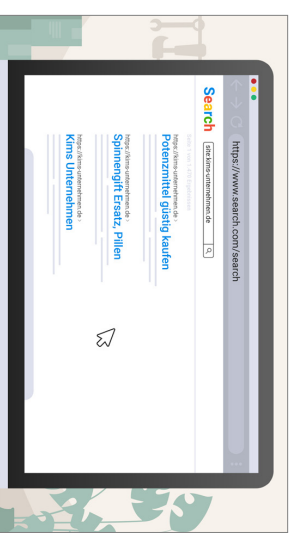 https://www.search.com/search
Search
site:kims-unternehmen.de
https://kims-unternehmen.de ›
Potenzmittel güstig kaufen
https://kims-unternehmen.de ›
Spinnengift Ersatz, Pillen
https://kims-unternehmen.de ›
Kims Unternehmen